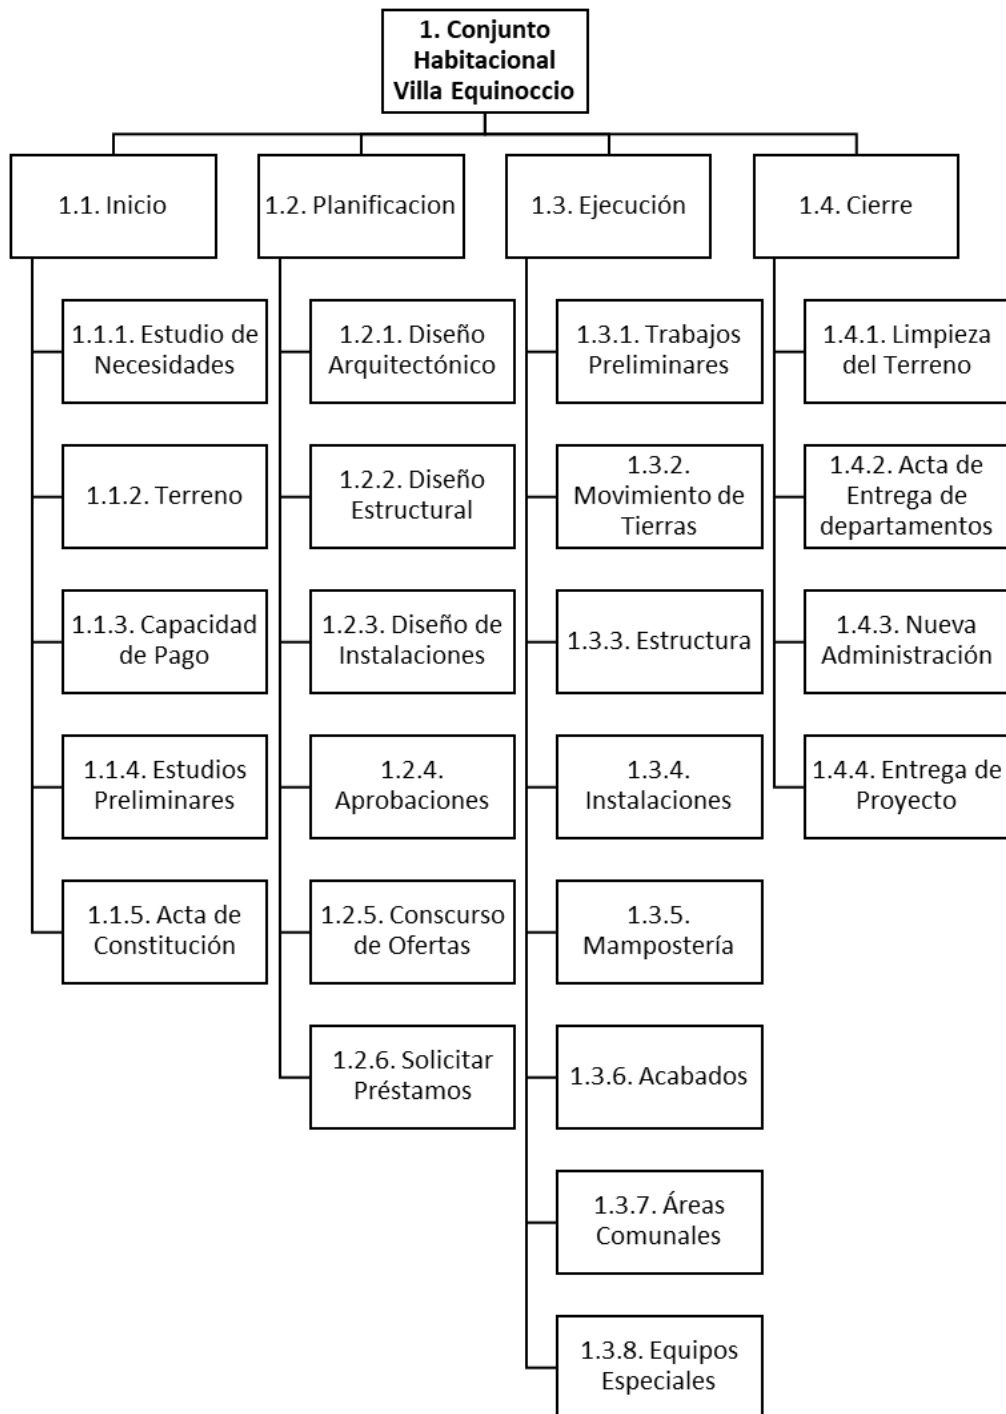 1. Conjunto
Habitacional
Villa Equinoccio
1.1. Inicio
1.2. Planificacion
1.3. Ejecución
1.4. Cierre
1.1.1. Estudio de
Necesidades
1.1.2. Terreno
1.1.3. Capacidad
de Pago
1.1.4. Estudios
Preliminares
1.1.5. Acta de
Constitución
1.2.1. Diseño
Arquitectónico
1.2.2. Diseño
Estructural
1.2.3. Diseño de
Instalaciones
1.2.4.
Aprobaciones
1.2.5. Conscurso
de Ofertas
1.2.6. Solicitar
Préstamos
1.3.1. Trabajos
Preliminares
1.3.2.
Movimiento de
Tierras
1.3.3. Estructura
1.3.4.
Instalaciones
1.3.5.
Mampostería
1.3.6. Acabados
1.3.7. Áreas
Comunales
1.3.8. Equipos
Especiales
1.4.1. Limpieza
del Terreno
1.4.2. Acta de
Entrega de
departamentos
1.4.3. Nueva
Administración
1.4.4. Entrega de
Proyecto